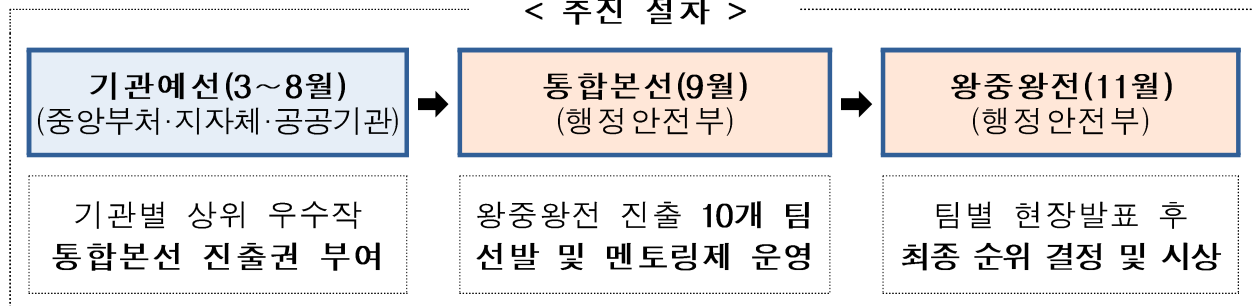 < 추진 절차 >
기관예선(3~8월)
(중앙부처·지자체·공공기관)
통합본선(9월)
(행정안전부)
왕중왕전(11월)
(행정안전부)
기관별 상위 우수작
통합본선 진출권 부여
왕중왕전 진출 10개 팀
선발 및 멘토링제 운영
팀별 현장발표 후
최종 순위 결정 및 시상